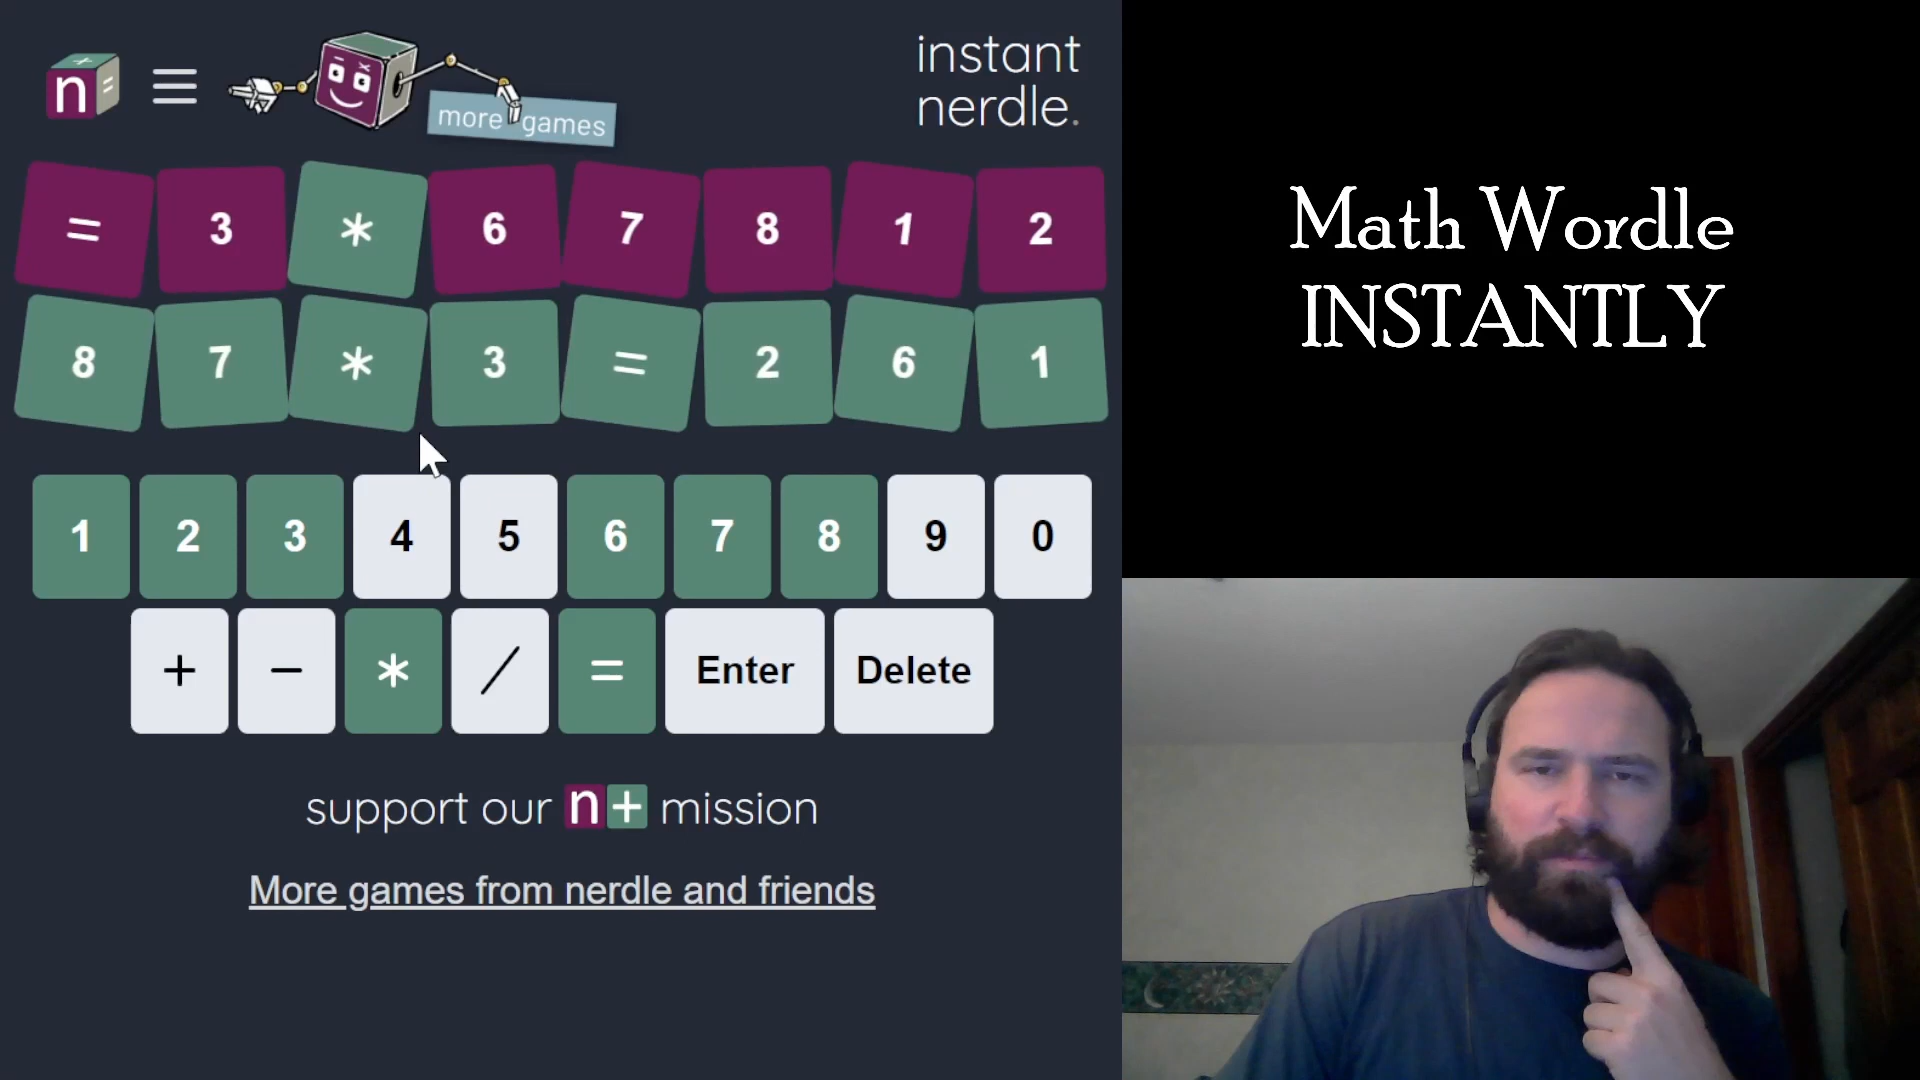 n
more games
instant
nerdle.
= 3 * 6 7 8 1 2
8 7 * 3 = 2 6 1
1 2 3 4 5 6 7 8 9 0
+ − * / = Enter Delete
support our n+ mission
More games from nerdle and friends
Math Wordle
INSTANTLY